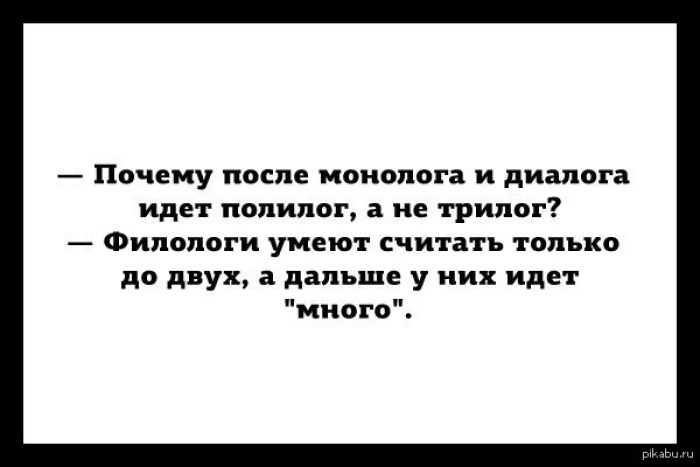 — Почему после монолога и диалога
идет полилог, а не трилог?
— Филологи умеют считать только
до двух, а дальше у них идет
"много".
pikabu.ru